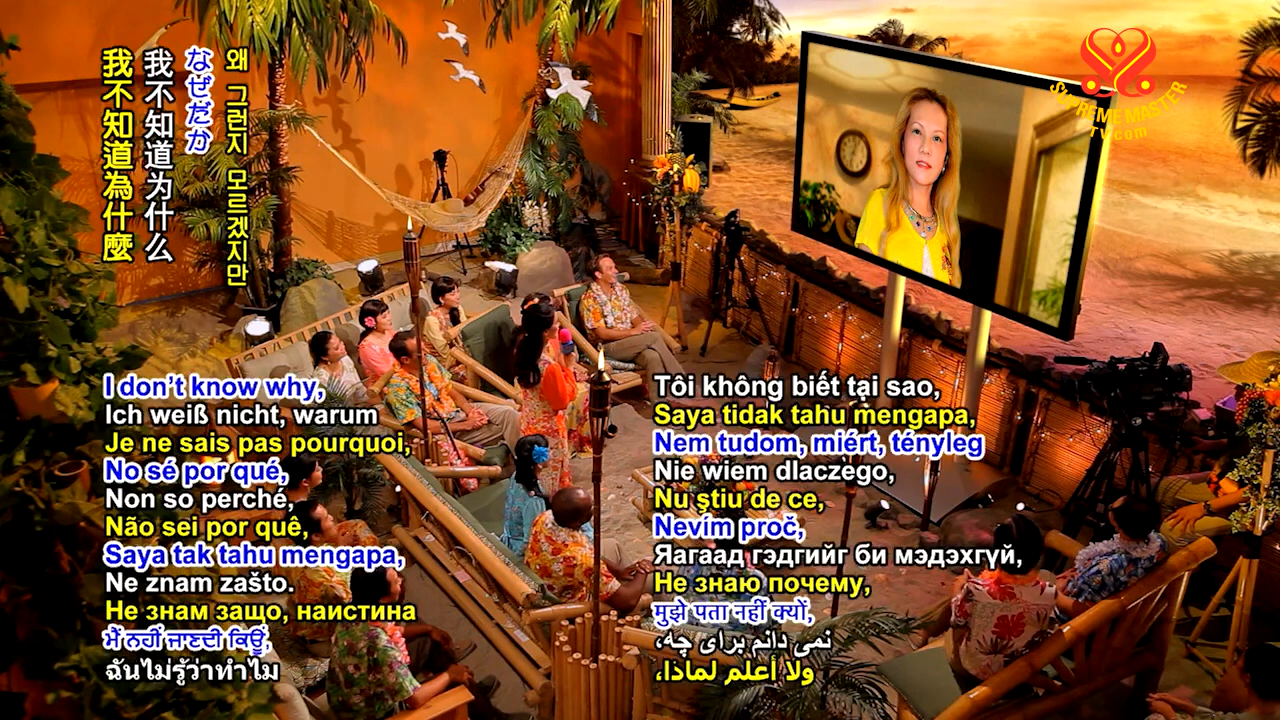 왜 그런지 모르겠지만
なぜだか
我不知道为什么
我不知道為什麼
SUPREME MASTER
TV.com
I don't know why,
Ich weiß nicht, warum
Je ne sais pas pourquoi,
No sé por qué,
Non so perché,
Não sei por quê,
Saya tak tahu mengapa,
Ne znam zašto.
Не знам защо, наистина
ਮੈਂ ਨਹੀਂ ਜਾਣਦੀ ਕਿਉਂ,
ฉันไม่รู้ว่าทำไม
Tôi không biết tại sao,
Saya tidak tahu mengapa,
Nem tudom, miért, tényleg
Nie wiem dlaczego,
Nu ştiu de ce,
Nevím proč,
Яагаад гэдгийг би мэдэхгүй,
Не знаю почему,
मुझे पता नहीं क्यों,
نمی دانم برای چه،
ولا أعلم لماذا،